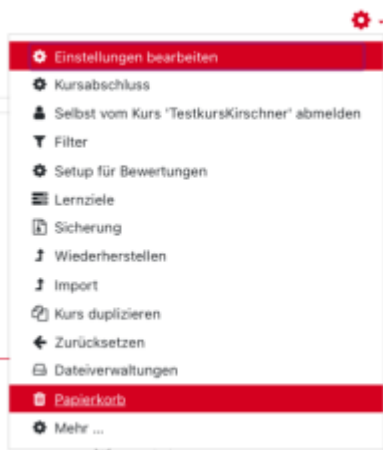 Einstellungen bearbeiten
Kursabschluss
Selbst vom Kurs 'TestkursKirschner' abmelden
Filter
Setup für Bewertungen
Lernziele
Sicherung
Wiederherstellen
Import
Kurs duplizieren
Zurücksetzen
Dateiverwaltungen
Papierkorb
Mehr ...